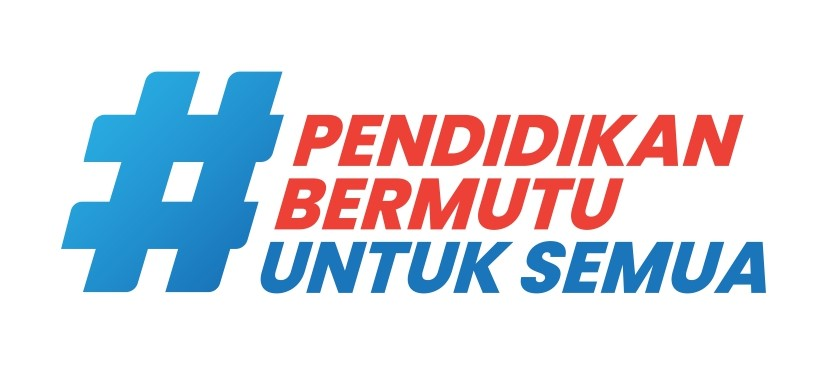 #PENDIDIKAN
BERMUTU
UNTUK SEMUA